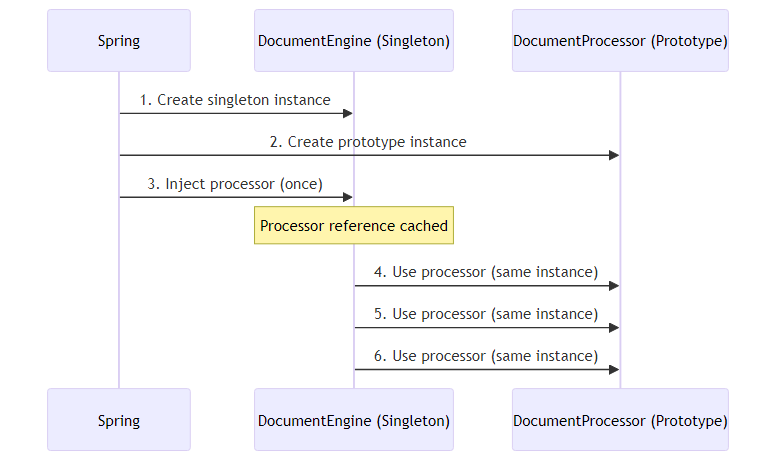 Spring
DocumentEngine (Singleton)
DocumentProcessor (Prototype)
1. Create singleton instance
2. Create prototype instance
3. Inject processor (once)
Processor reference cached
4. Use processor (same instance)
5. Use processor (same instance)
6. Use processor (same instance)
Spring
DocumentEngine (Singleton)
DocumentProcessor (Prototype)